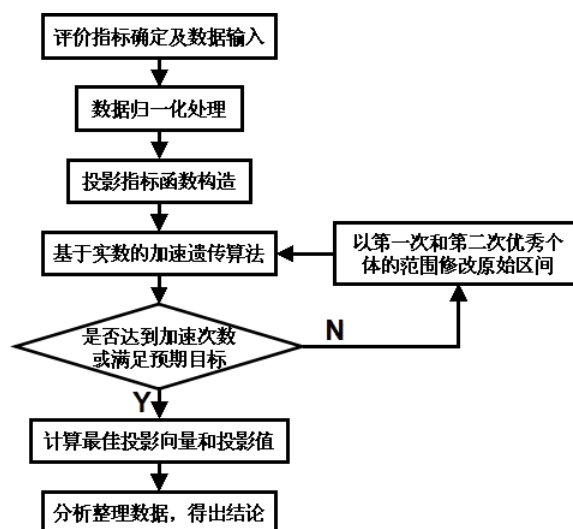 评价指标确定及数据输入
数据归一化处理
投影指标函数构造
基于实数的加速遗传算法
以第一次和第二次优秀个
体的范围修改原始区间
是否达到加速次数
或满足预期目标
N
Y
计算最佳投影向量和投影值
分析整理数据，得出结论